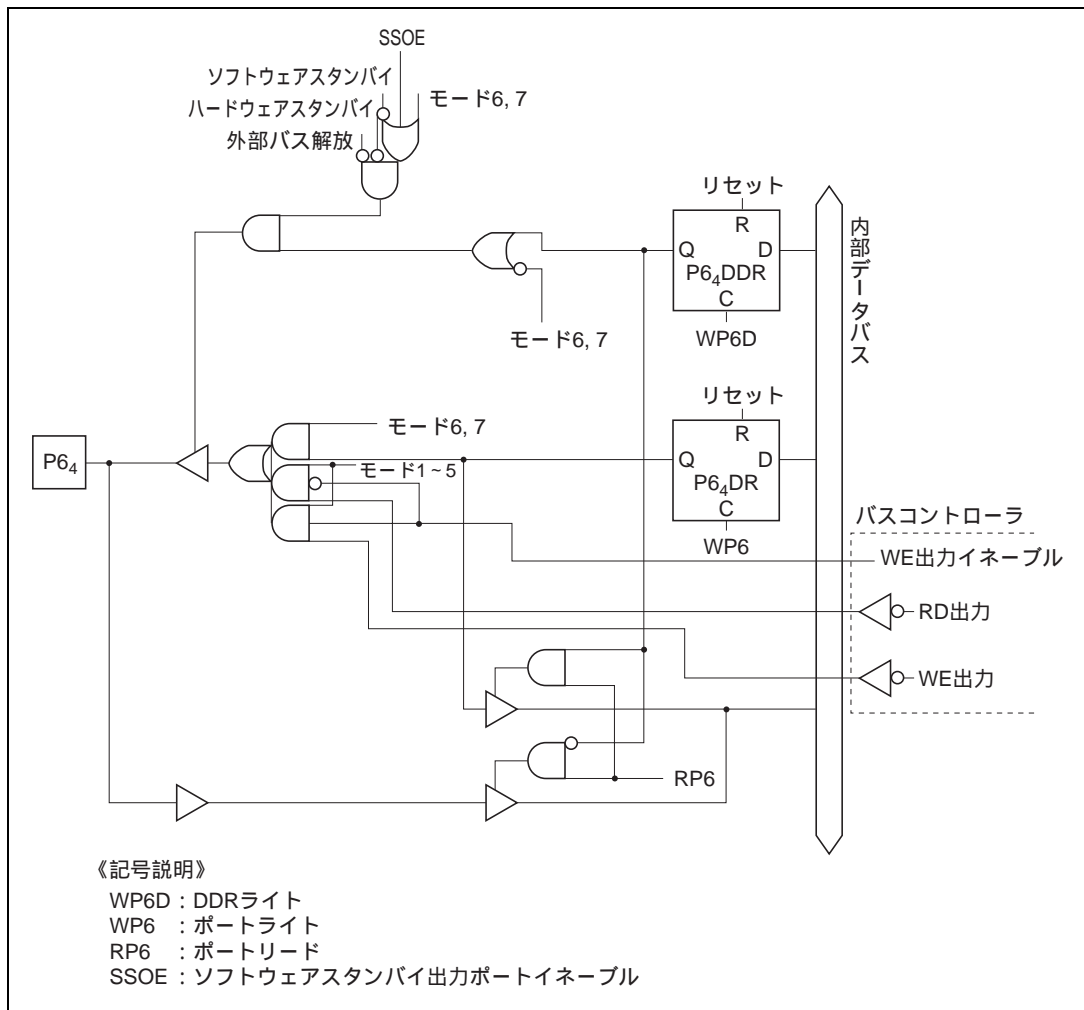 SSOE
ソフトウェアスタンバイ
ハードウェアスタンバイ
モード6, 7
外部バス解放
リセット
R
Q
D
P6₄DDR
C
WP6D
内部データバス
モード6, 7
リセット
R
Q
D
P6₄DR
C
WP6
モード6, 7
P6₄
モード1~5
バスコントローラ
WE出力イネーブル
RD出力
WE出力
RP6
《記号説明》
WP6D : DDRライト
WP6 : ポートライト
RP6 : ポートリード
SSOE : ソフトウェアスタンバイ出力ポートイネーブル